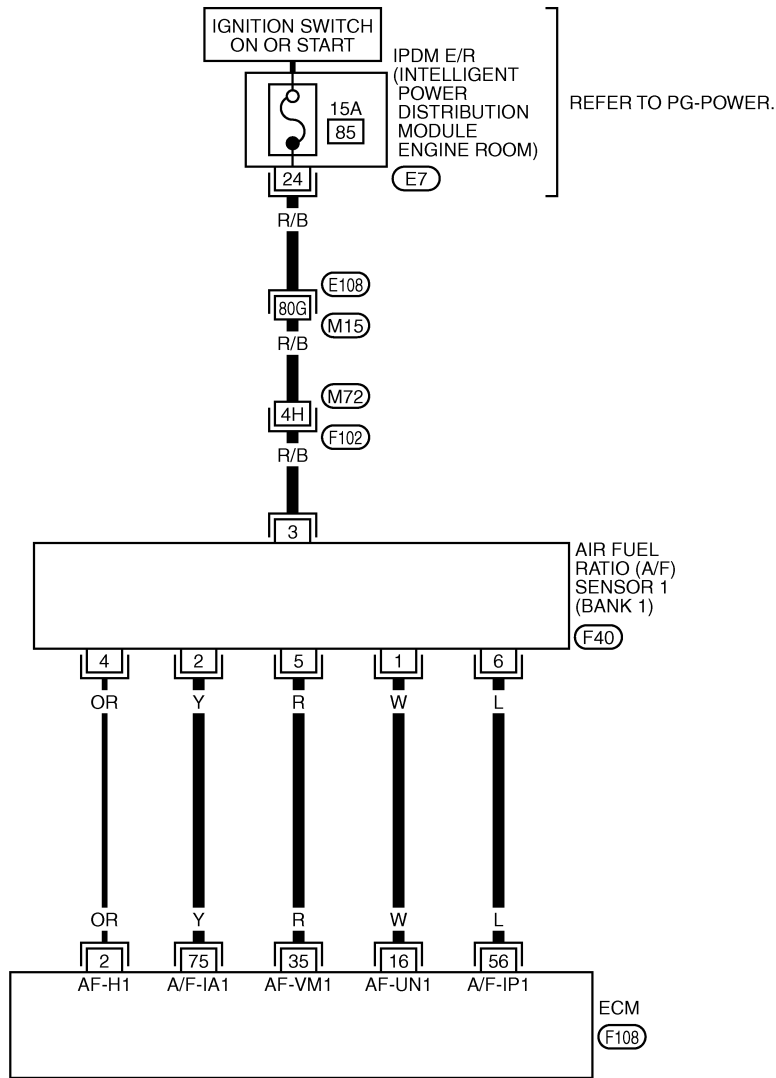 IGNITION SWITCH
ON OR START
IPDM E/R
(INTELLIGENT
POWER
DISTRIBUTION
MODULE
ENGINE ROOM)
REFER TO PG-POWER.
15A
85
24
E7
R/B
E108
80G
M15
R/B
M72
4H
F102
R/B
3
AIR FUEL
RATIO (A/F)
SENSOR 1
(BANK 1)
F40
4 2 5 1 6
OR Y R W L
OR Y R W L
2 75 35 16 56
AF-H1 A/F-IA1 AF-VM1 AF-UN1 A/F-IP1
ECM
F108